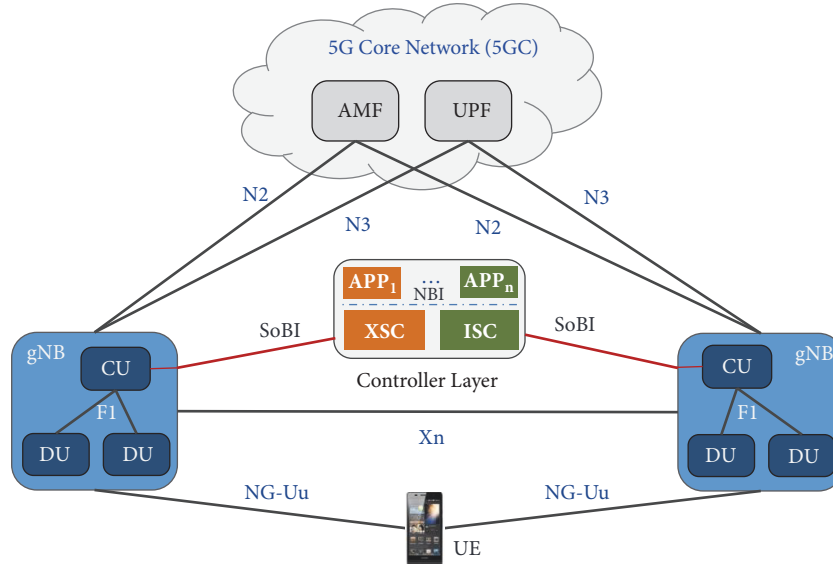 5G Core Network (5GC)
AMF
UPF
N2
N3
N3
N2
APP1
...
APPn
NBI
XSC
ISC
SoBI
SoBI
Controller Layer
gNB
CU
F1
DU
DU
gNB
CU
F1
DU
DU
Xn
NG-Uu
NG-Uu
UE